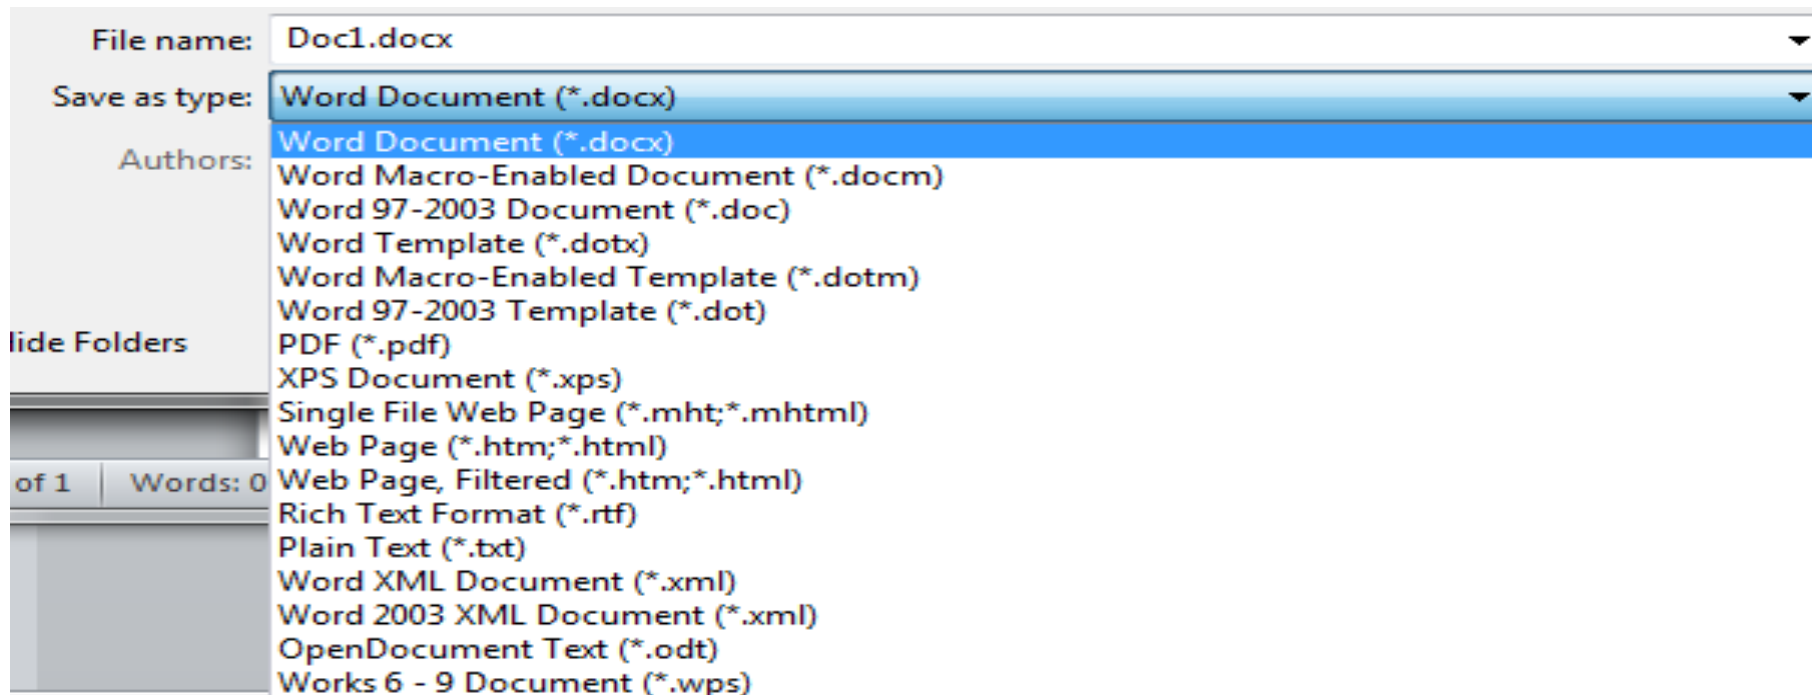 File name: Doc1.docx
Save as type: Word Document (*.docx)
Authors:
Word Document (*.docx)
Word Macro-Enabled Document (*.docm)
Word 97-2003 Document (*.doc)
Word Template (*.dotx)
Word Macro-Enabled Template (*.dotm)
Word 97-2003 Template (*.dot)
PDF (*.pdf)
XPS Document (*.xps)
Single File Web Page (*.mht;*.mhtml)
Web Page (*.htm;*.html)
Web Page, Filtered (*.htm;*.html)
Rich Text Format (*.rtf)
Plain Text (*.txt)
Word XML Document (*.xml)
Word 2003 XML Document (*.xml)
OpenDocument Text (*.odt)
Works 6 - 9 Document (*.wps)
Folders
of 1 Words: 0